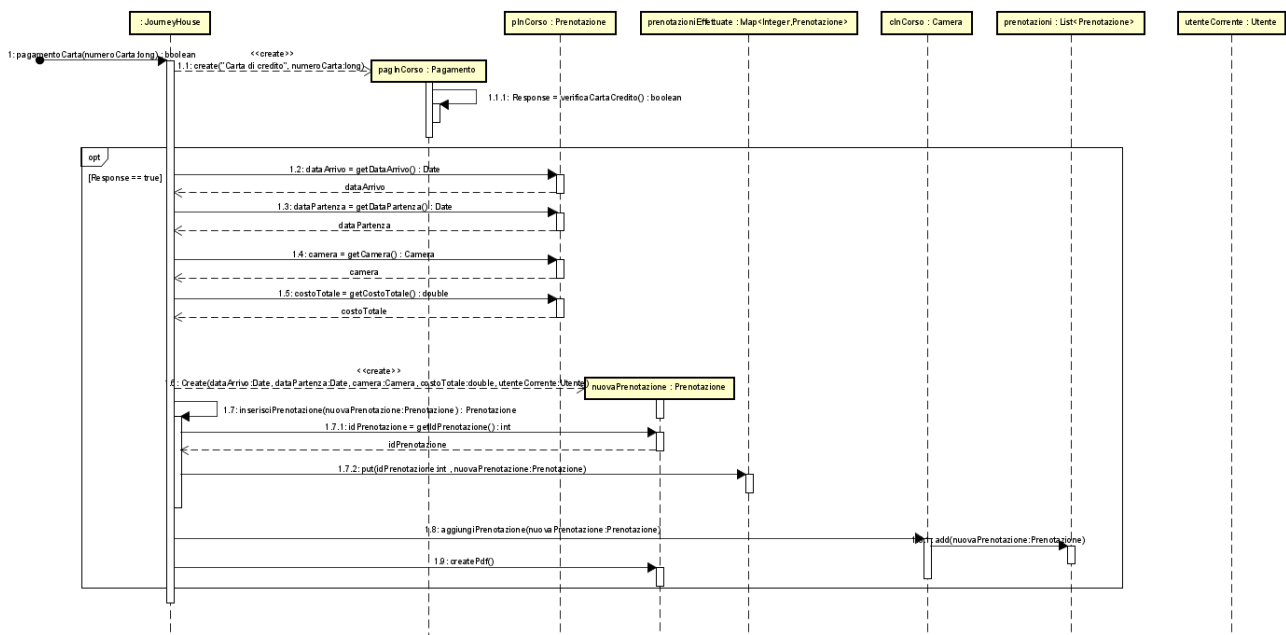 : JourneyHouse
pInCorso : Prenotazione
prenotazioniEffettuate : Map<Integer,Prenotazione>
cInCorso : Camera
prenotazioni : List<Prenotazione>
utenteCorrente : Utente
1: pagamentoCarta(numeroCarta:long) : boolean
<<create>>
1.1: create("Carta di credito", numeroCarta:long)
pagInCorso : Pagamento
1.1.1: Response = verificaCartaCredito() : boolean
opt
[Response == true]
1.2: dataArrivo = getDataArrivo() : Date
dataArrivo
1.3: dataPartenza = getDataPartenza() : Date
dataPartenza
1.4: camera = getCamera() : Camera
camera
1.5: costoTotale = getCostoTotale() : double
costoTotale
<<create>>
1.6: Create(dataArrivo:Date, dataPartenza:Date, camera:Camera, costoTotale:double, utenteCorrente:Utente)
nuovaPrenotazione : Prenotazione
1.7: inserisciPrenotazione(nuovaPrenotazione:Prenotazione) : Prenotazione
1.7.1: idPrenotazione = getIdPrenotazione() : int
idPrenotazione
1.7.2: put(idPrenotazione:int , nuovaPrenotazione:Prenotazione)
1.8: aggiungiPrenotazione(nuovaPrenotazione:Prenotazione)
1.8.1: add(nuovaPrenotazione:Prenotazione)
1.9: createPdf()